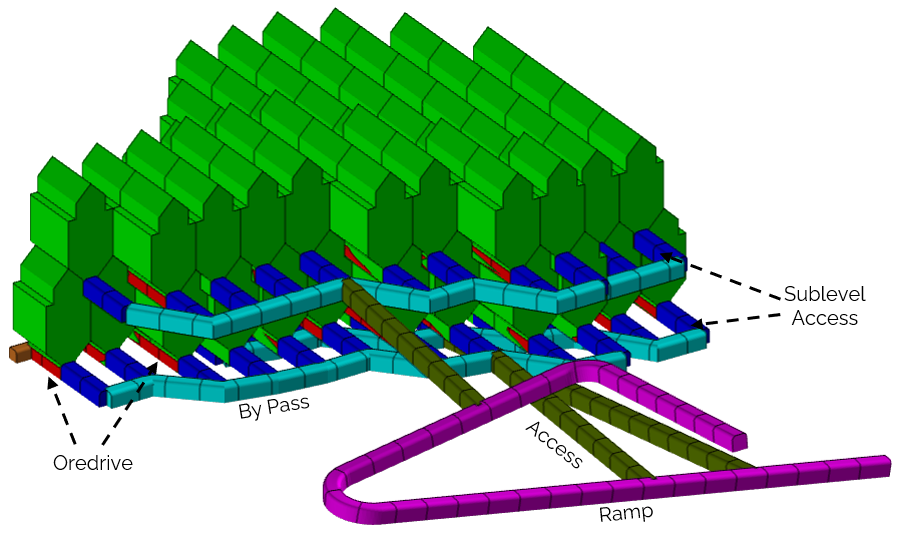 Sublevel
Access
By Pass
Access
Oredrive
Ramp